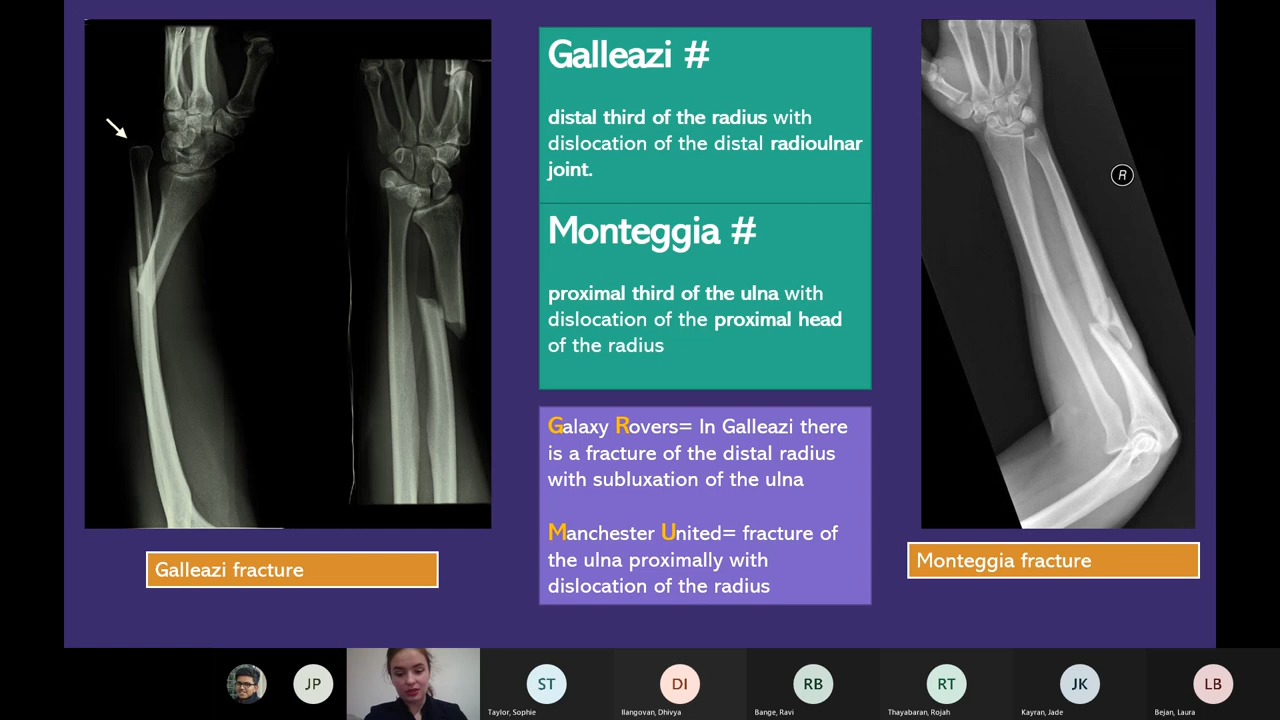 Galleazi #
distal third of the radius with
dislocation of the distal radioulnar
joint.
Monteggia #
proximal third of the ulna with
dislocation of the proximal head
of the radius
Galaxy Rovers= In Galleazi there
is a fracture of the distal radius
with subluxation of the ulna
Manchester United= fracture of
the ulna proximally with
dislocation of the radius
R
Galleazi fracture
Monteggia fracture
JP
ST
DI
RB
RT
JK
LB
Taylor, Sophie
Ilangovan, Dhivya
Bange, Ravi
Thayabaran, Rojah
Kayran, Jade
Bejan, Laura